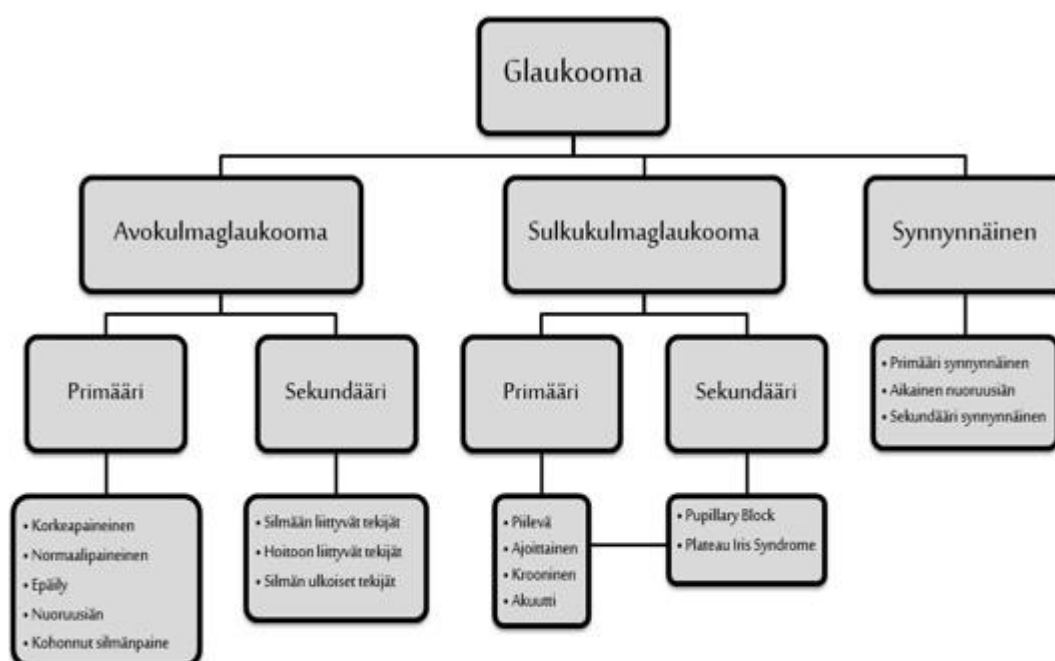 Glaukooma
Avokulmaglaukooma
Sulkukulmaglaukooma
Synnynnäinen
Primääri
Sekundääri
Primääri
Sekundääri
• Primääri synnynnäinen
• Aikainen nuoruusiän
• Sekundääri synnynnäinen
• Korkeapaineinen
• Normaalipaineinen
• Epäily
• Nuoruusiän
• Kohonnut silmänpaine
• Silmään liittyvät tekijät
• Hoitoon liittyvät tekijät
• Silmän ulkoiset tekijät
• Piilevä
• Ajoittainen
• Krooninen
• Akuutti
• Pupillary Block
• Plateau Iris Syndrome